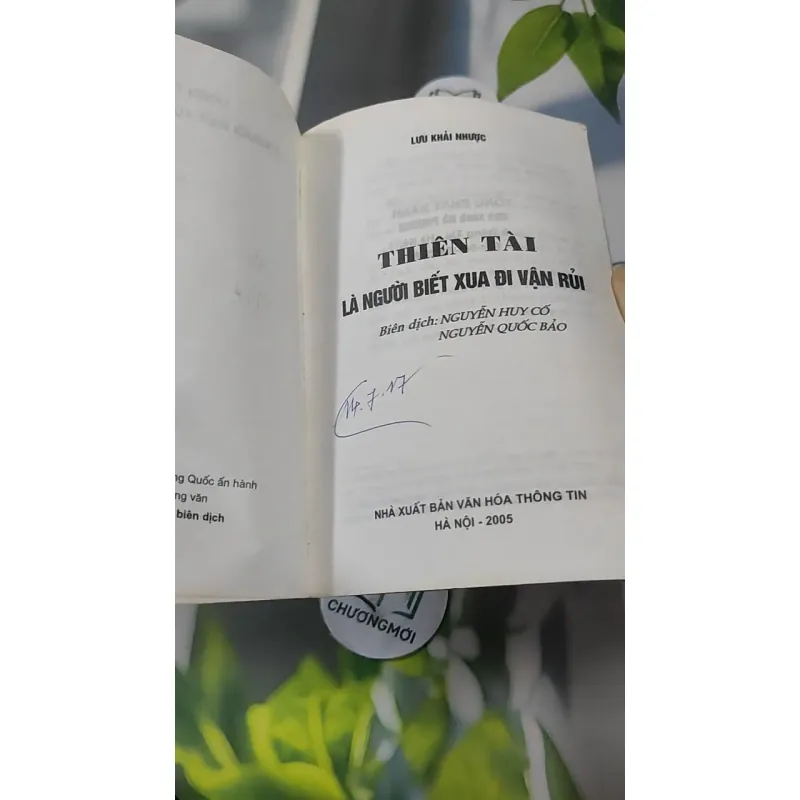 ng Quốc ấn hành
ng văn
biên dịch
LƯU KHẢI NHƯỢC
THIÊN TÀI
LÀ NGƯỜI BIẾT XUA ĐI VẬN RỦI
Biên dịch: NGUYỄN HUY CỐ
NGUYỄN QUỐC BẢO
14.7.17
NHÀ XUẤT BẢN VĂN HÓA THÔNG TIN
HÀ NỘI - 2005
CHƯƠNGMỚI